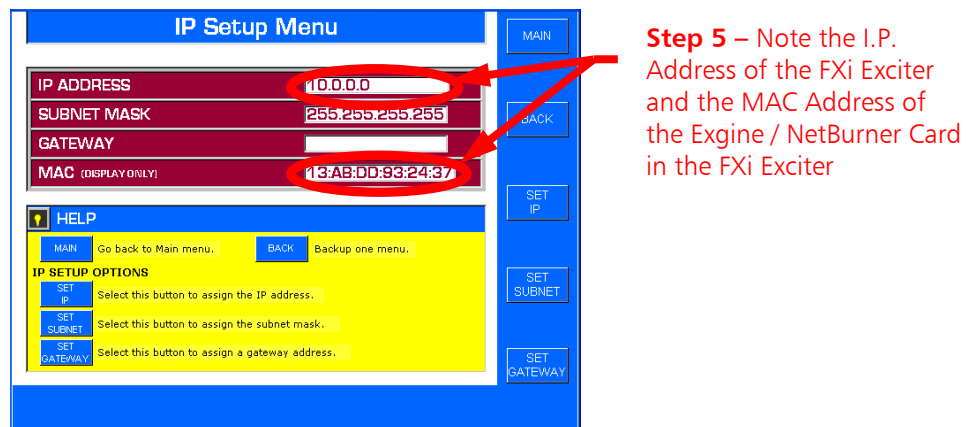 IP Setup Menu
IP ADDRESS 10.0.0.0
SUBNET MASK 255.255.255.255
GATEWAY
MAC (DISPLAY ONLY) 13:AB:DD:93:24:37
HELP
MAIN Go back to Main menu. BACK Backup one menu.
IP SETUP OPTIONS
SET
IP
Select this button to assign the IP address.
SET
SUBNET
Select this button to assign the subnet mask.
SET
GATEWAY
Select this button to assign a gateway address.
MAIN
BACK
SET
IP
SET
SUBNET
SET
GATEWAY
Step 5 – Note the I.P.
Address of the FXi Exciter
and the MAC Address of
the Exgine / NetBurner Card
in the FXi Exciter